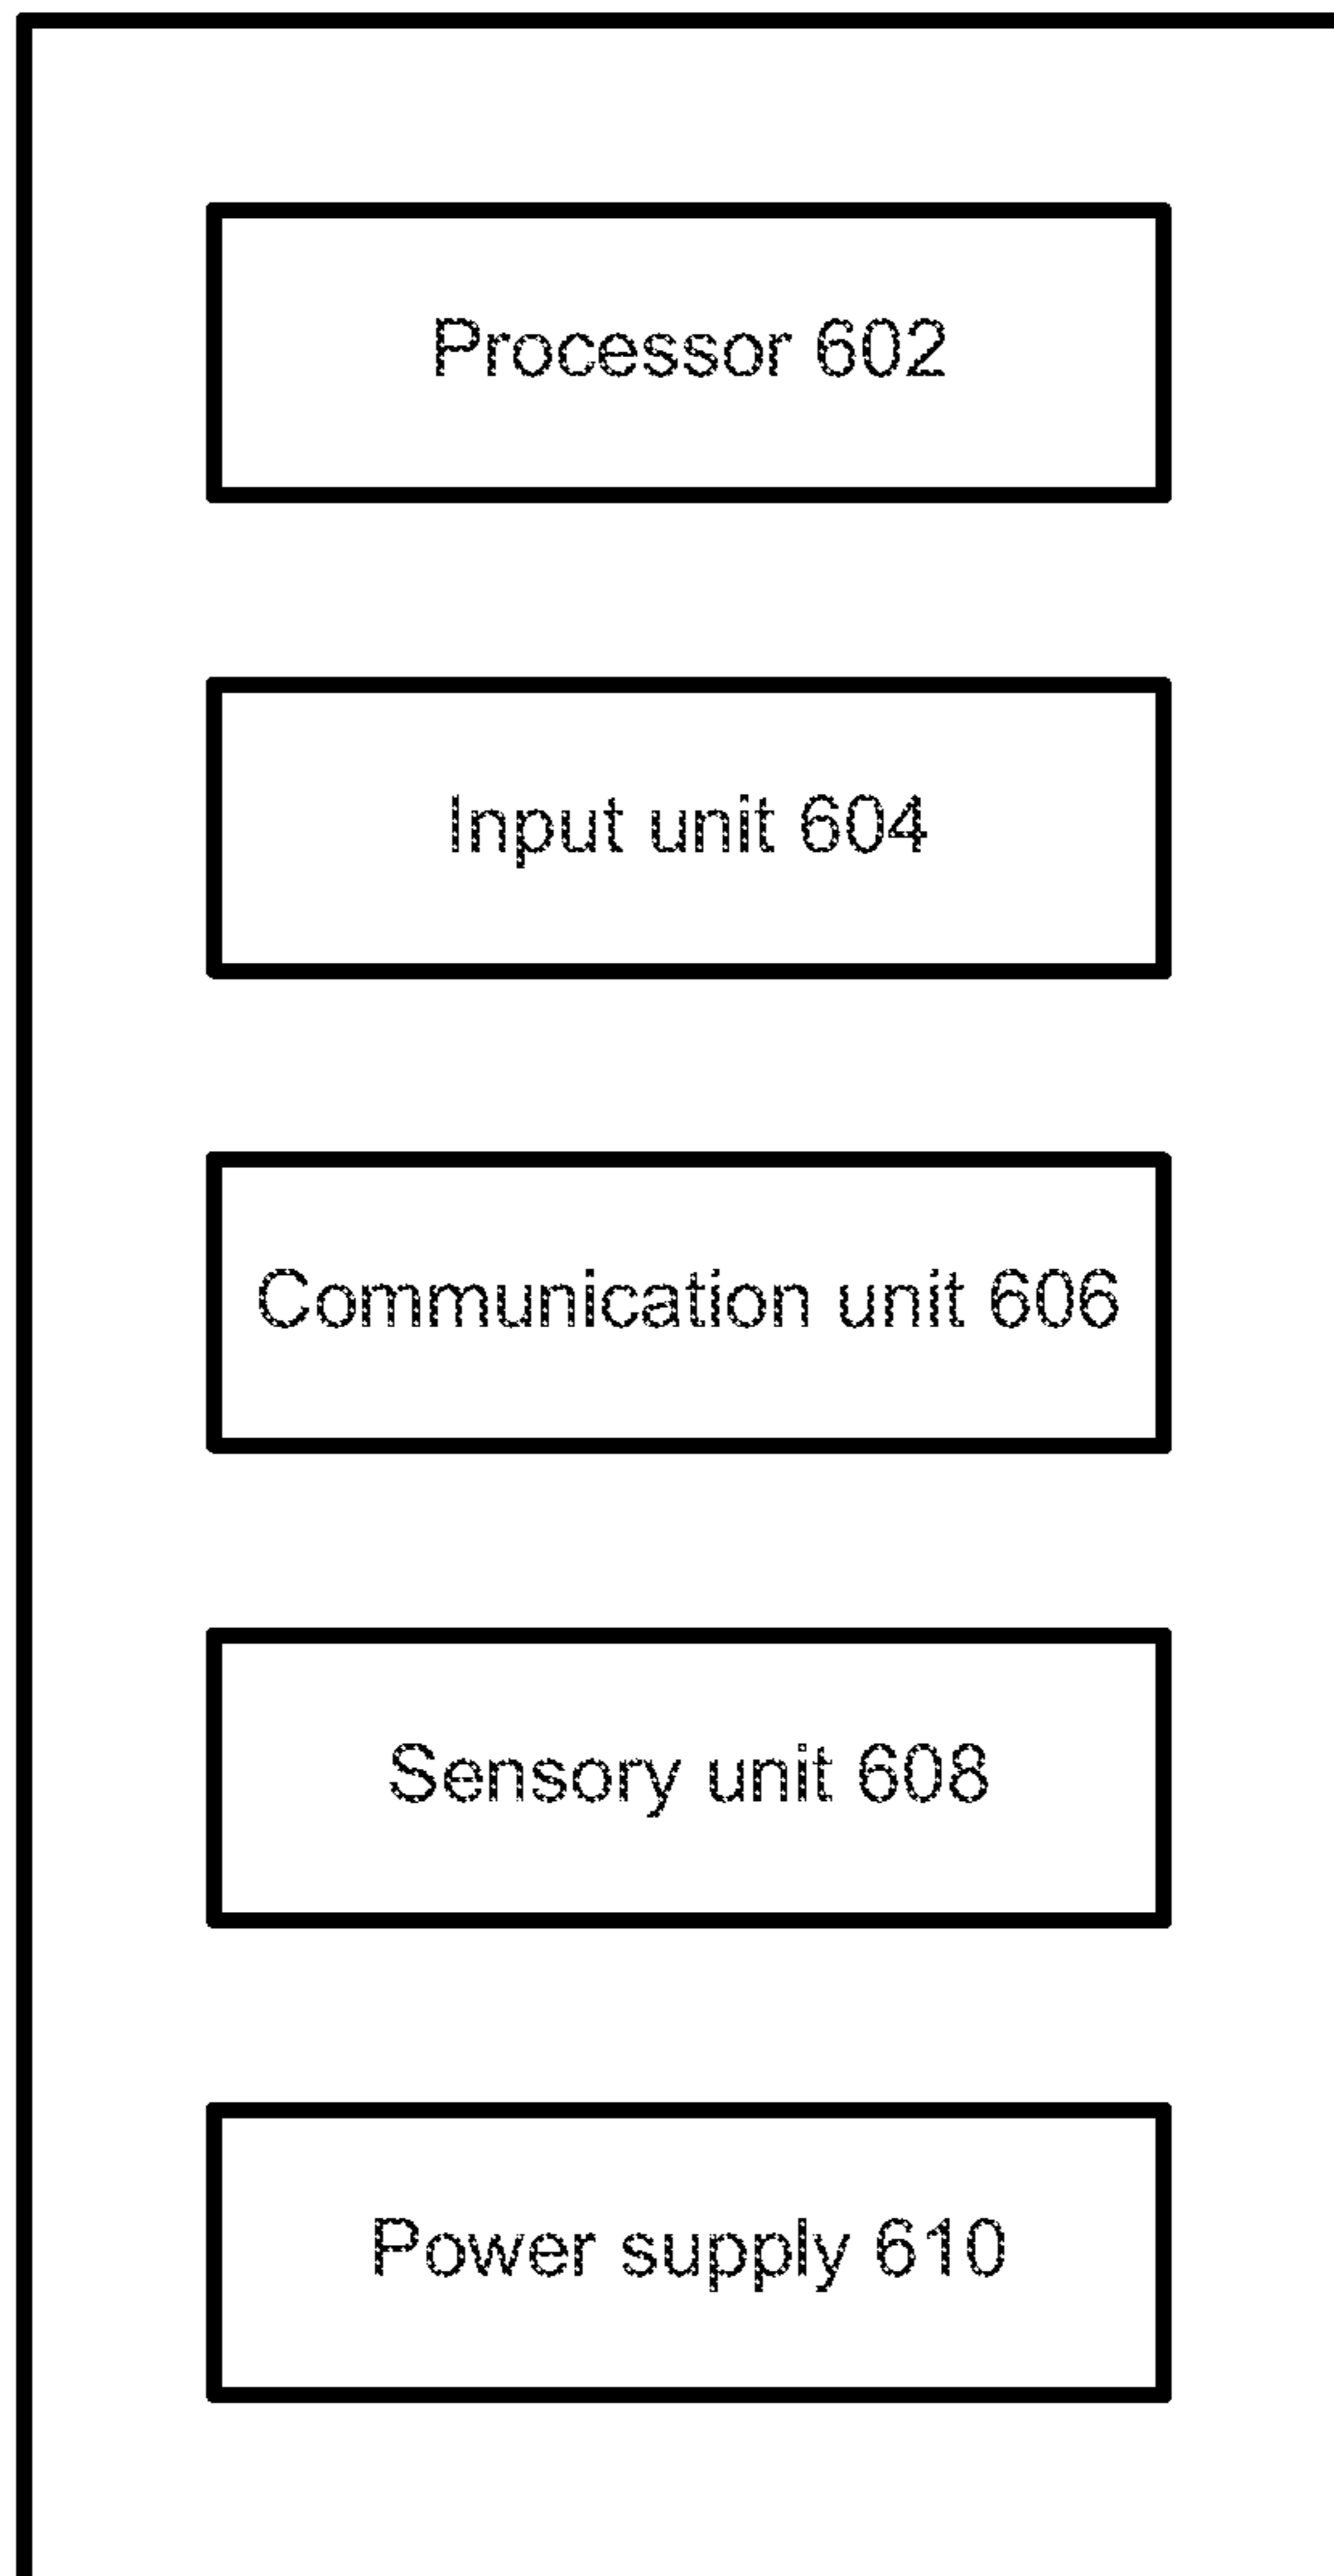 Processor 602
Input unit 604
Communication unit 606
Sensory unit 608
Power supply 610